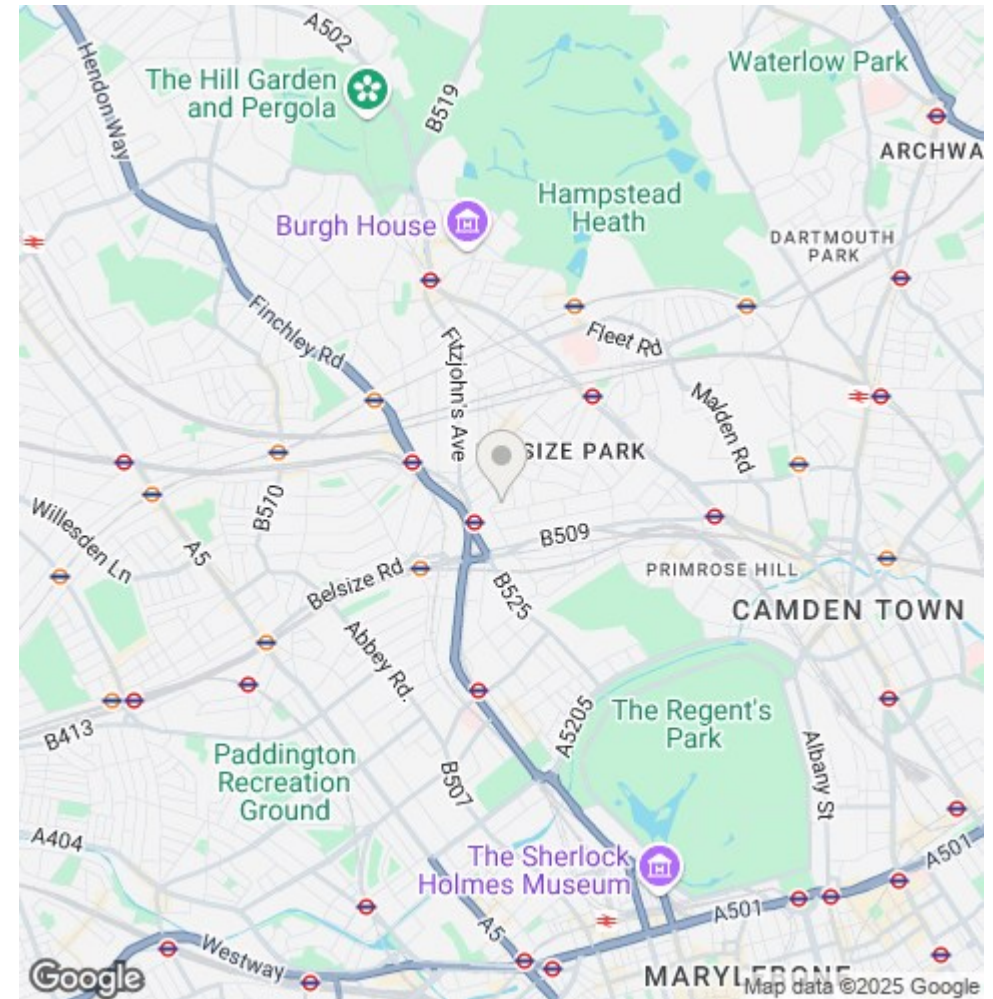 A502
Hendon Way
The Hill Garden
and Pergola
B519
Waterlow Park
ARCHWA
Burgh House
Hampstead
Heath
DARTMOUTH
PARK
Finchley Rd
Fitzjohn's Ave
Fleet Rd
Malden Rd
SIZE PARK
B510
Willesden Ln
A5
B509
Belsize Rd
B525
PRIMROSE HILL
CAMDEN TOWN
Abbey Rd.
A5205
The Regent's
Park
Albany St
B413
Paddington
Recreation
Ground
B507
A404
The Sherlock
Holmes Museum
A501
A501
A5
Westway
MARYLEBONE
Google
Map data ©2025 Google